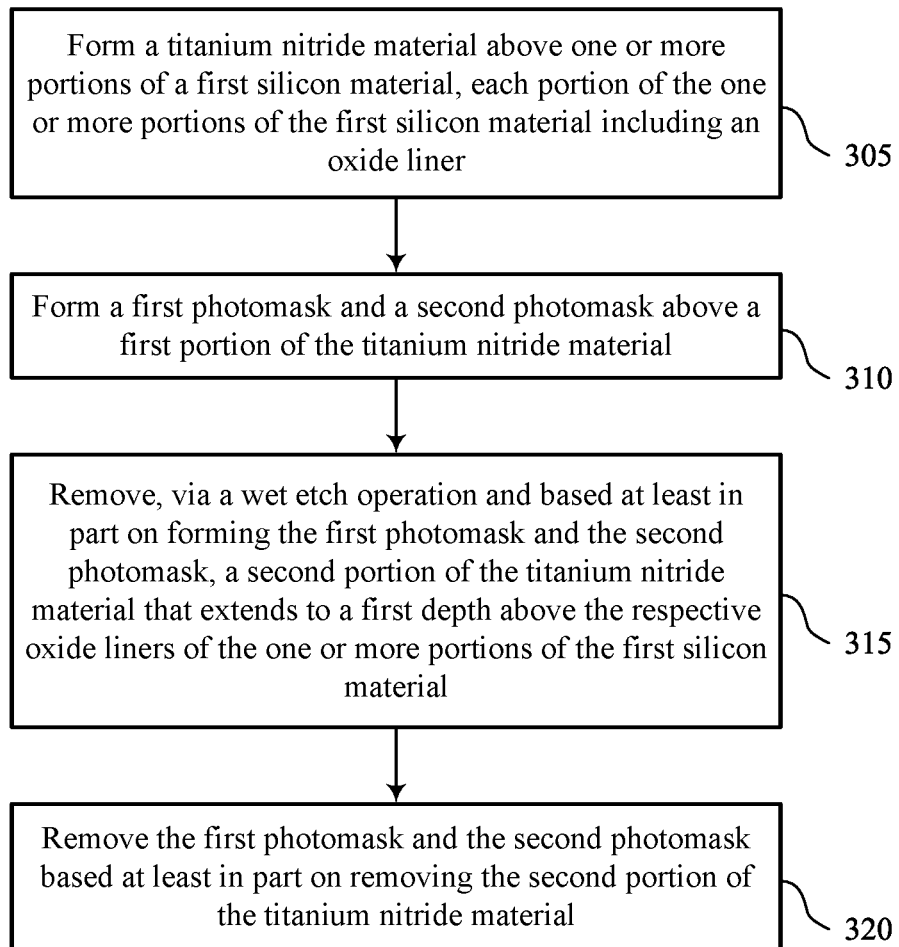 Form a titanium nitride material above one or more
portions of a first silicon material, each portion of the one
or more portions of the first silicon material including an
oxide liner
305
Form a first photomask and a second photomask above a
first portion of the titanium nitride material
310
Remove, via a wet etch operation and based at least in
part on forming the first photomask and the second
photomask, a second portion of the titanium nitride
material that extends to a first depth above the respective
oxide liners of the one or more portions of the first silicon
material
315
Remove the first photomask and the second photomask
based at least in part on removing the second portion of
the titanium nitride material
320